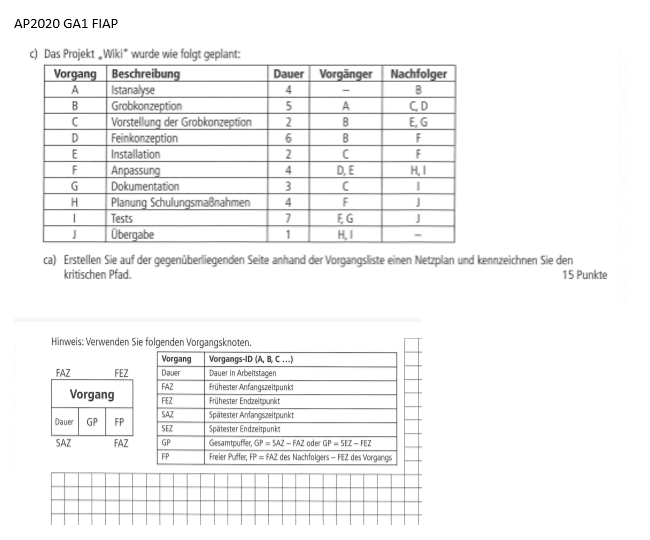 AP2020 GA1 FIAP
c) Das Projekt „Wiki" wurde wie folgt geplant:
Vorgang Beschreibung Dauer Vorgänger Nachfolger
A Istanalyse 4 – B
B Grobkonzeption 5 A C, D
C Vorstellung der Grobkonzeption 2 B E, G
D Feinkonzeption 6 B F
E Installation 2 C F
F Anpassung 4 D, E H, I
G Dokumentation 3 C I
H Planung Schulungsmaßnahmen 4 F J
I Tests 7 F, G J
J Übergabe 1 H, I –
ca) Erstellen Sie auf der gegenüberliegenden Seite anhand der Vorgangsliste einen Netzplan und kennzeichnen Sie den
kritischen Pfad. 15 Punkte
Hinweis: Verwenden Sie folgenden Vorgangsknoten.
FAZ FEZ
Vorgang
Dauer GP FP
SAZ FAZ
Vorgang Vorgangs-ID (A, B, C ...)
Dauer Dauer in Arbeitstagen
FAZ Frühester Anfangszeitpunkt
FEZ Frühester Endzeitpunkt
SAZ Spätester Anfangszeitpunkt
SEZ Spätester Endzeitpunkt
GP Gesamtpuffer, GP = SAZ – FAZ oder GP = SEZ – FEZ
FP Freier Puffer, FP = FAZ des Nachfolgers – FEZ des Vorgangs